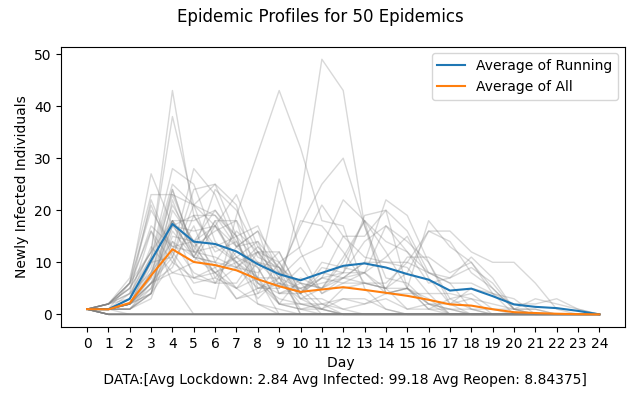 Epidemic Profiles for 50 Epidemics
Newly Infected Individuals
50
40
30
20
10
0
Average of Running
Average of All
0 1 2 3 4 5 6 7 8 9 10 11 12 13 14 15 16 17 18 19 20 21 22 23 24
Day
DATA:[Avg Lockdown: 2.84 Avg Infected: 99.18 Avg Reopen: 8.84375]